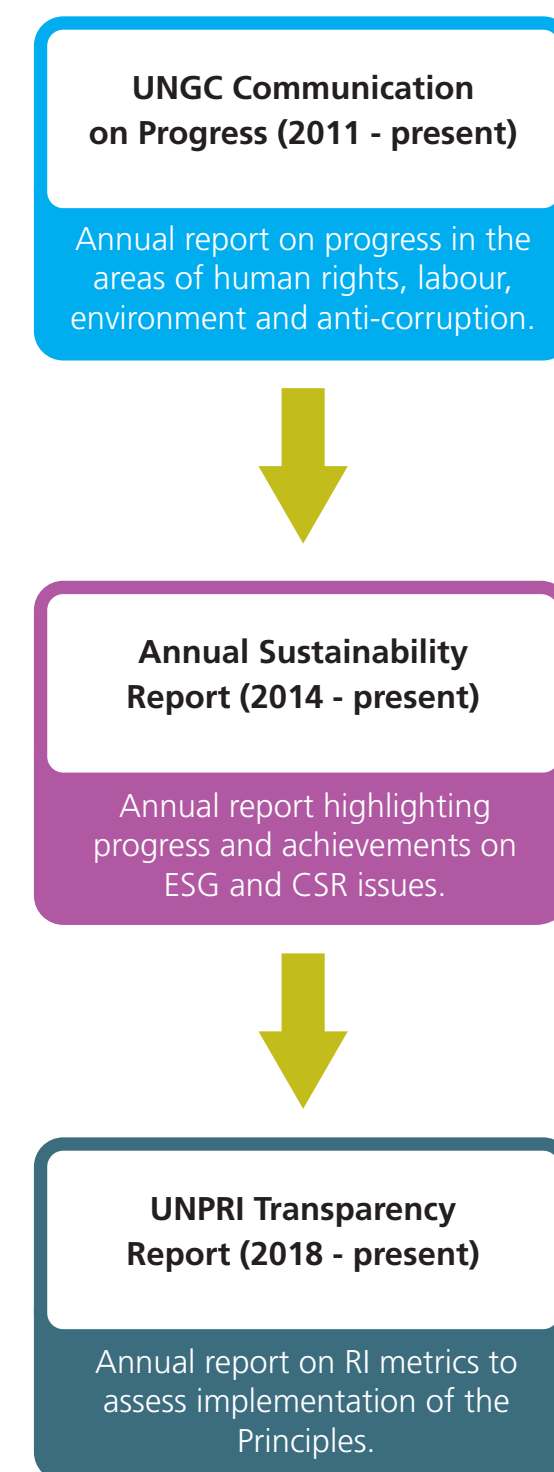 UNGC Communication
on Progress (2011 - present)
Annual report on progress in the
areas of human rights, labour,
environment and anti-corruption.
Annual Sustainability
Report (2014 - present)
Annual report highlighting
progress and achievements on
ESG and CSR issues.
UNPRI Transparency
Report (2018 - present)
Annual report on RI metrics to
assess implementation of the
Principles.